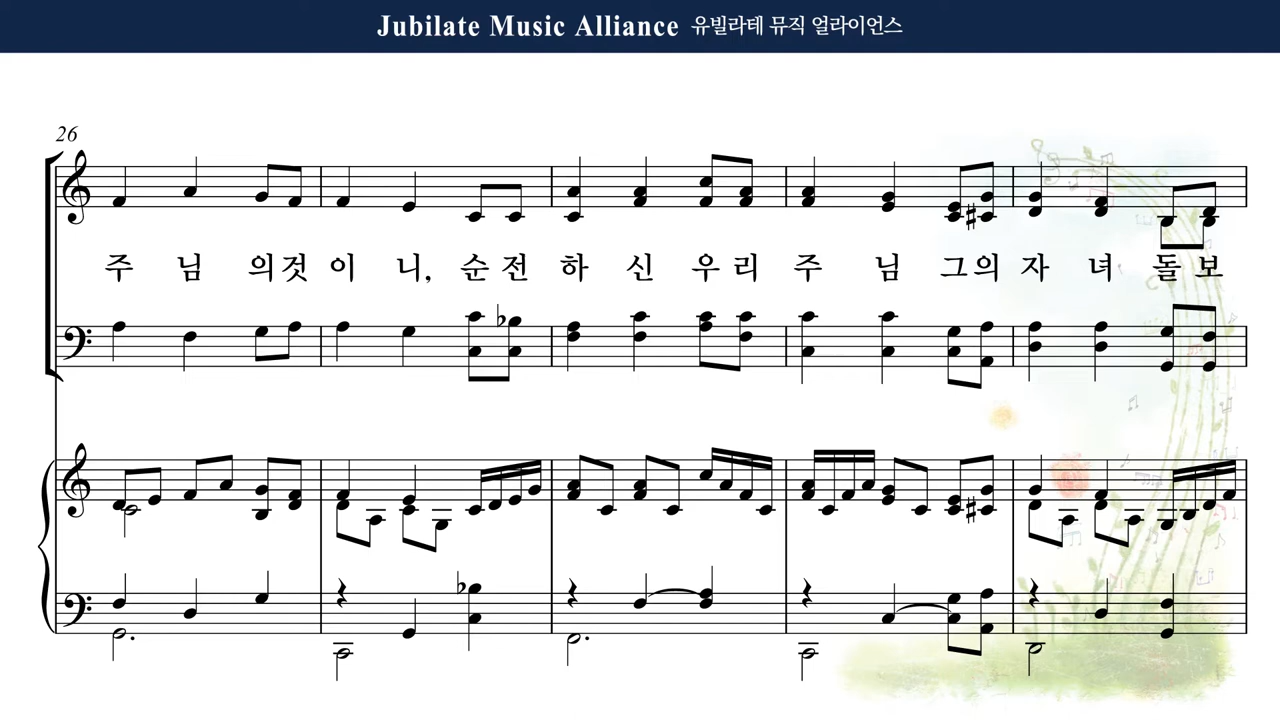 Jubilate Music Alliance 유빌라테 뮤직 얼라이언스
26
주 님 의것 이 니, 순전 하 신 우리 주 님 그의 자 녀 돌보